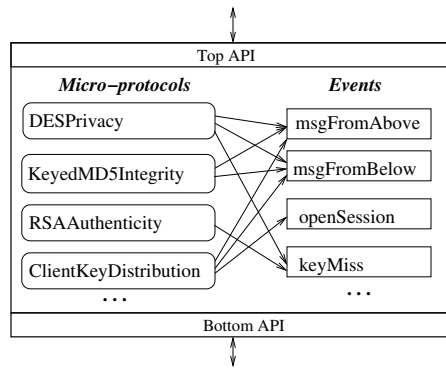 Top API
Micro-protocols Events
DESPrivacy msgFromAbove
KeyedMD5Integrity msgFromBelow
RSAAuthenticity openSession
ClientKeyDistribution keyMiss
... ...
Bottom API